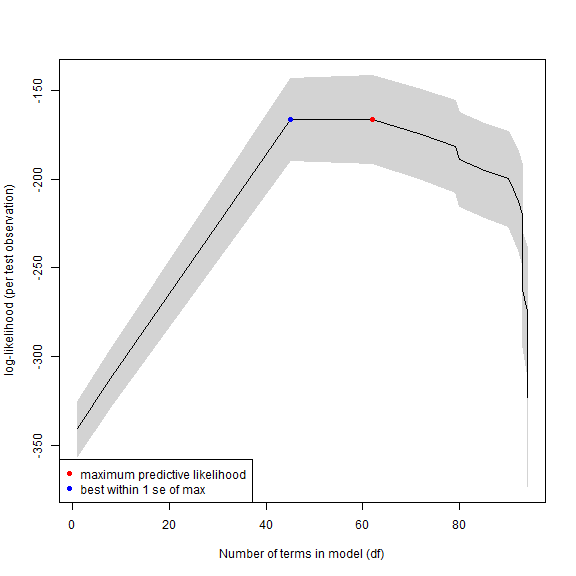 -150
-200
-250
-300
-350
log-likelihood (per test observation)
maximum predictive likelihood
best within 1 se of max
0
20
40
60
80
Number of terms in model (df)